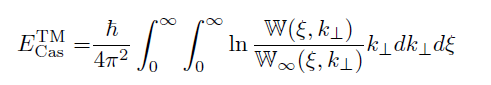 $E_{\mathrm{Cas}}^{\mathrm{TM}} = \frac{\hbar}{4\pi^2} \int_0^\infty \int_0^\infty \ln \frac{\mathbb{W}(\xi, k_\perp)}{\mathbb{W}_\infty(\xi, k_\perp)} k_\perp dk_\perp d\xi$